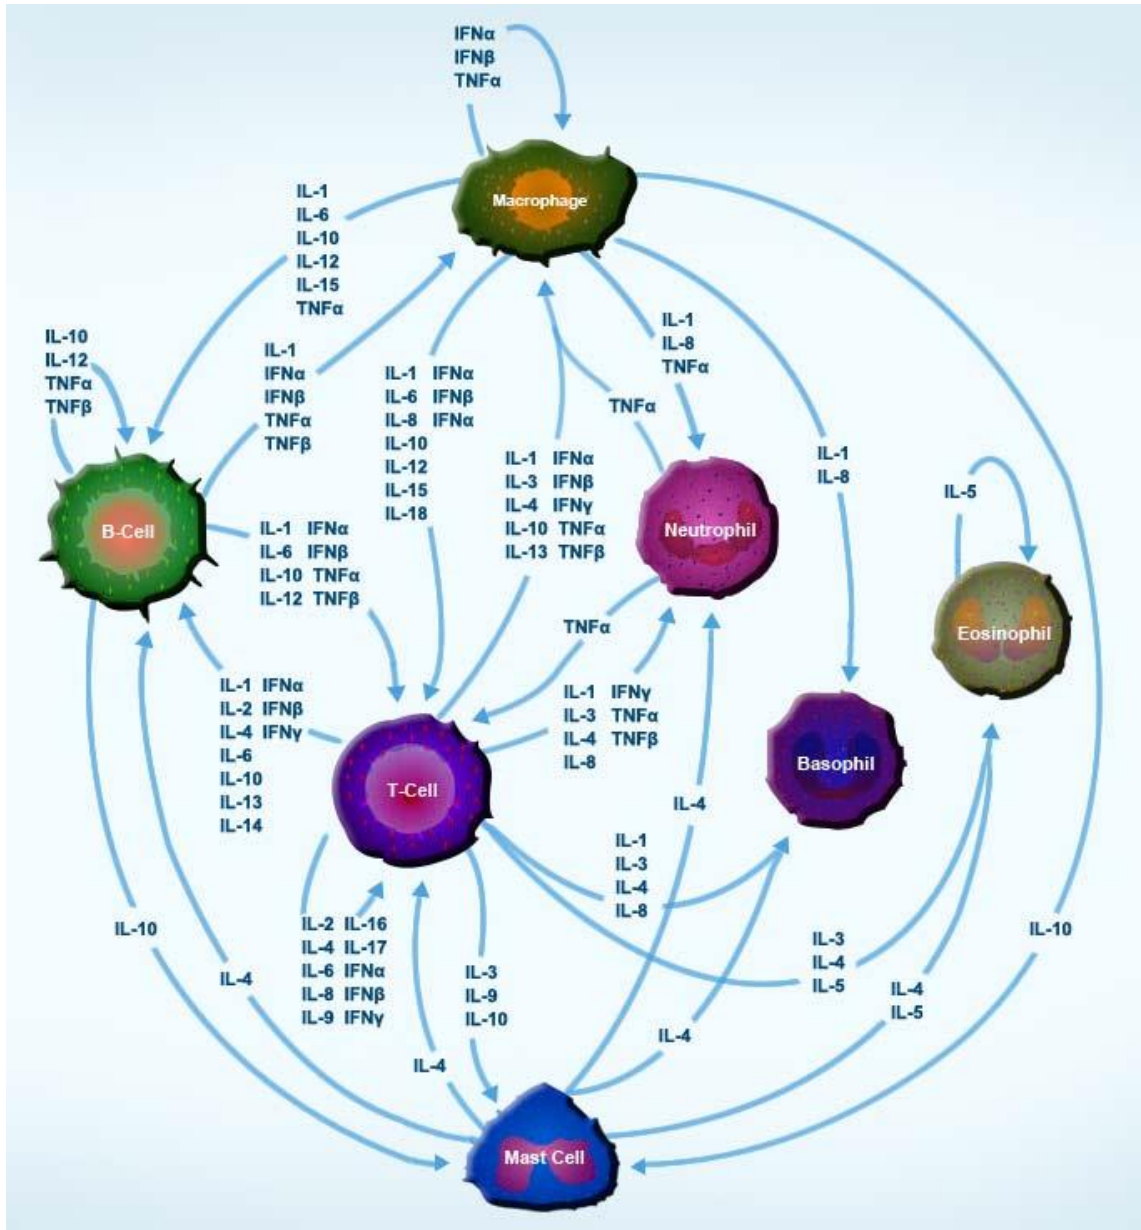 IFNα
IFNβ
TNFα
Macrophage
IL-1
IL-6
IL-10
IL-12
IL-15
TNFα
IL-10
IL-12
TNFα
TNFβ
IL-1
IFNα
IFNβ
TNFα
TNFβ
IL-1 IFNα
IL-6 IFNβ
IL-8 IFNα
IL-10
IL-12
IL-15
IL-18
IL-1
IL-8
TNFα
TNFα
IL-1 IFNα
IL-3 IFNβ
IL-4 IFNγ
IL-10 TNFα
IL-13 TNFβ
IL-1
IL-8
IL-5
B-Cell
Neutrophil
IL-1 IFNα
IL-6 IFNβ
IL-10 TNFα
IL-12 TNFβ
TNFα
Eosinophil
IL-1 IFNα
IL-2 IFNβ
IL-4 IFNγ
IL-6
IL-10
IL-13
IL-14
IL-1 IFNγ
IL-3 TNFα
IL-4 TNFβ
IL-8
Basophil
T-Cell
IL-4
IL-1
IL-3
IL-4
IL-8
IL-10
IL-4
IL-2 IL-16
IL-4 IL-17
IL-6 IFNα
IL-8 IFNβ
IL-9 IFNγ
IL-3
IL-9
IL-10
IL-3
IL-4
IL-5
IL-4
IL-5
IL-10
IL-4
IL-4
Mast Cell